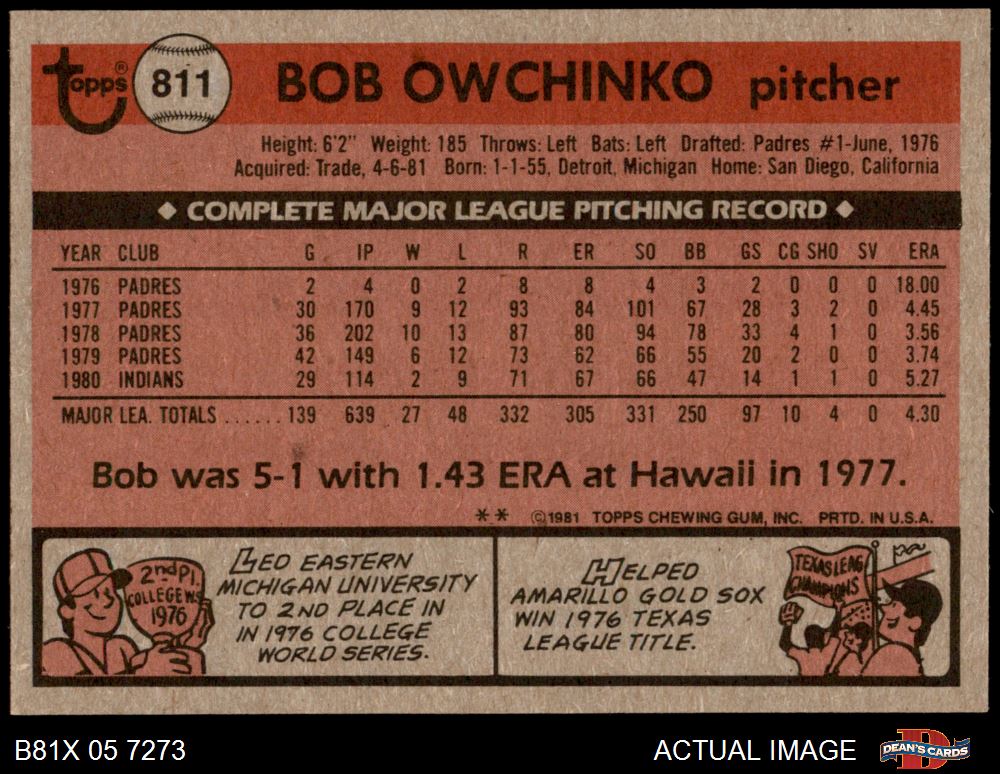 Topps® 811 BOB OWCHINKO pitcher
Height: 6'2" Weight: 185 Throws: Left Bats: Left Drafted: Padres #1-June, 1976
Acquired: Trade, 4-6-81 Born: 1-1-55, Detroit, Michigan Home: San Diego, California
◆ COMPLETE MAJOR LEAGUE PITCHING RECORD ◆
YEAR CLUB G IP W L R ER SO BB GS CG SHO SV ERA
1976 PADRES 2 4 0 2 8 8 4 3 2 0 0 0 18.00
1977 PADRES 30 170 9 12 93 84 101 67 28 3 2 0 4.45
1978 PADRES 36 202 10 13 87 80 94 78 33 4 1 0 3.56
1979 PADRES 42 149 6 12 73 62 66 55 20 2 0 0 3.74
1980 INDIANS 29 114 2 9 71 67 66 47 14 1 1 0 5.27
MAJOR LEA. TOTALS ...... 139 639 27 48 332 305 331 250 97 10 4 0 4.30
Bob was 5-1 with 1.43 ERA at Hawaii in 1977.
** ©1981 TOPPS CHEWING GUM, INC. PRTD. IN U.S.A.
2nd Pl.
COLLEGE W.S
1976
LED EASTERN
MICHIGAN UNIVERSITY
TO 2ND PLACE IN
IN 1976 COLLEGE
WORLD SERIES.
HELPED
AMARILLO GOLD SOX
WIN 1976 TEXAS
LEAGUE TITLE.
TEXAS LEAG
CHAMPIONS
B81X 05 7273 ACTUAL IMAGE DEAN'S CARDS